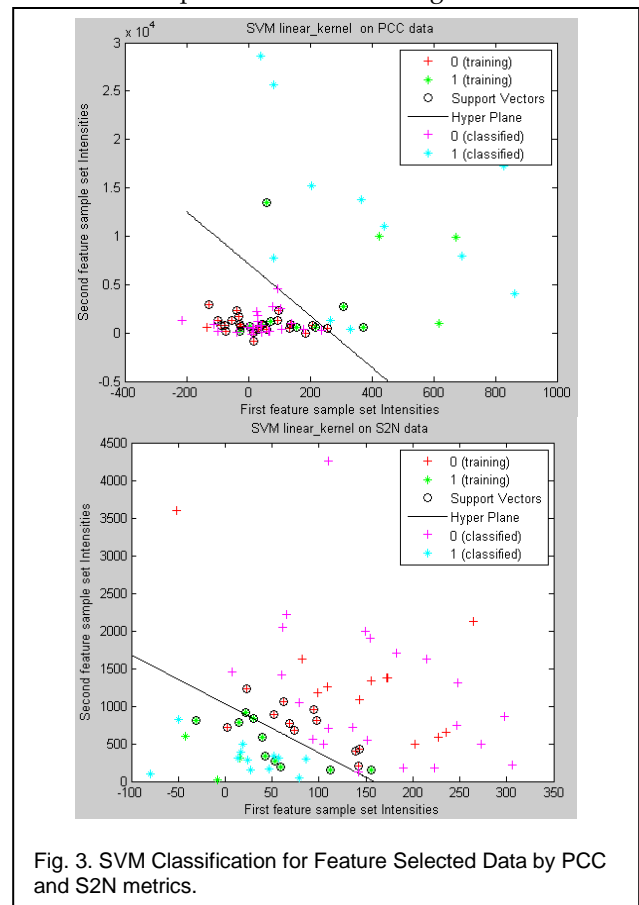 SVM linear_kernel on PCC data
x 10^4
3
2.5
2
1.5
1
0.5
0
-0.5
Second feature sample set Intensities
0 (training)
1 (training)
Support Vectors
Hyper Plane
0 (classified)
1 (classified)
-400 -200 0 200 400 600 800 1000
First feature sample set Intensities
SVM linear_kernel on S2N data
4500
4000
3500
3000
2500
2000
1500
1000
500
0
Second feature sample set Intensities
0 (training)
1 (training)
Support Vectors
Hyper Plane
0 (classified)
1 (classified)
-100 -50 0 50 100 150 200 250 300 350
First feature sample set Intensities
Fig. 3. SVM Classification for Feature Selected Data by PCC
and S2N metrics.